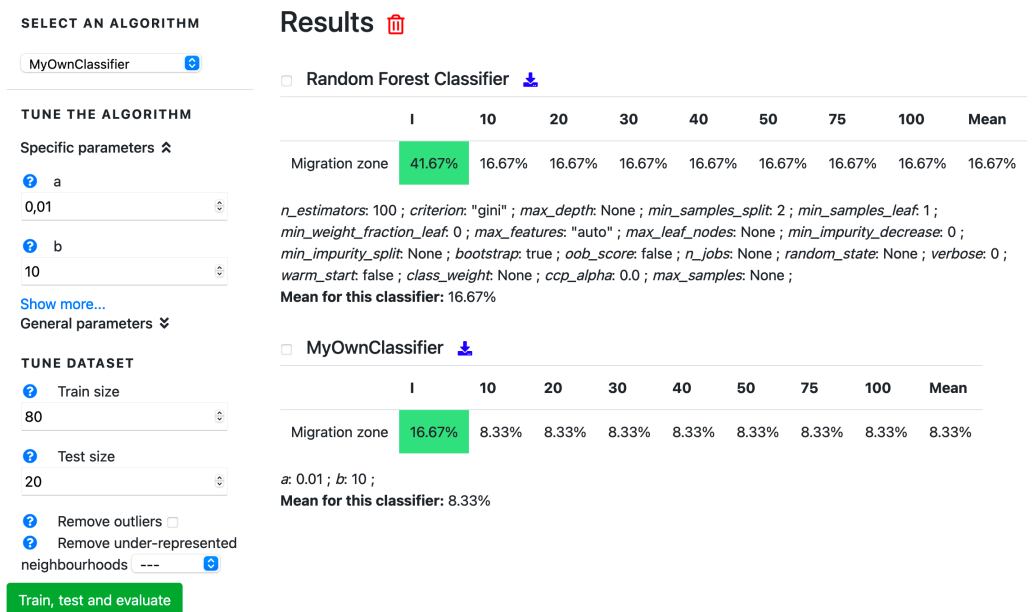 SELECT AN ALGORITHM
MyOwnClassifier
TUNE THE ALGORITHM
Specific parameters
a
0,01
b
10
Show more...
General parameters
TUNE DATASET
Train size
80
Test size
20
Remove outliers
Remove under-represented
neighbourhoods ---
Train, test and evaluate
Results
Random Forest Classifier
I 10 20 30 40 50 75 100 Mean
Migration zone 41.67% 16.67% 16.67% 16.67% 16.67% 16.67% 16.67% 16.67% 16.67%
n_estimators: 100 ; criterion: "gini" ; max_depth: None ; min_samples_split: 2 ; min_samples_leaf: 1 ;
min_weight_fraction_leaf: 0 ; max_features: "auto" ; max_leaf_nodes: None ; min_impurity_decrease: 0 ;
min_impurity_split: None ; bootstrap: true ; oob_score: false ; n_jobs: None ; random_state: None ; verbose: 0 ;
warm_start: false ; class_weight: None ; ccp_alpha: 0.0 ; max_samples: None ;
Mean for this classifier: 16.67%
MyOwnClassifier
I 10 20 30 40 50 75 100 Mean
Migration zone 16.67% 8.33% 8.33% 8.33% 8.33% 8.33% 8.33% 8.33% 8.33%
a: 0.01 ; b: 10 ;
Mean for this classifier: 8.33%